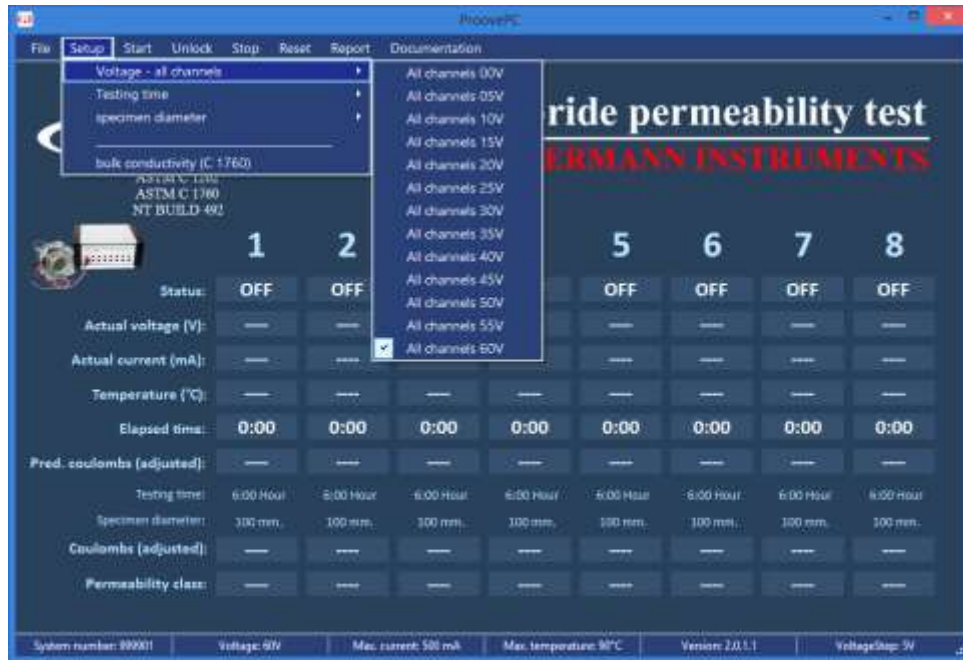 ProovePC
File Setup Start Unlock Stop Reset Report Documentation
Voltage - all channels
Testing time
specimen diameter
bulk conductivity (C 1760)
All channels 00V
All channels 05V
All channels 10V
All channels 15V
All channels 20V
All channels 25V
All channels 30V
All channels 35V
All channels 40V
All channels 45V
All channels 50V
All channels 55V
All channels 60V
ride permeability test
ERMANN INSTRUMENTS
ASTM C 1202
ASTM C 1760
NT BUILD 492
1 2 5 6 7 8
Status: OFF OFF OFF OFF OFF OFF
Actual voltage (V): ---- ---- ---- ---- ---- ----
Actual current (mA): ---- ---- ---- ---- ---- ----
Temperature (°C): ---- ---- ---- ---- ---- ---- ---- ----
Elapsed time: 0:00 0:00 0:00 0:00 0:00 0:00 0:00 0:00
Pred. coulombs (adjusted): ---- ---- ---- ---- ---- ---- ---- ----
Testing time: 6:00 Hour 6:00 Hour 6:00 Hour 6:00 Hour 6:00 Hour 6:00 Hour 6:00 Hour 6:00 Hour
Specimen diameter: 100 mm. 100 mm. 100 mm. 100 mm. 100 mm. 100 mm. 100 mm. 100 mm.
Coulombs (adjusted): ---- ---- ---- ---- ---- ---- ---- ----
Permeability class: ---- ---- ---- ---- ---- ---- ---- ----
System number: 999901 Voltage: 60V Max. current: 500 mA Max. temperature: 90°C Version: 2.0.1.1 VoltageStep: 5V